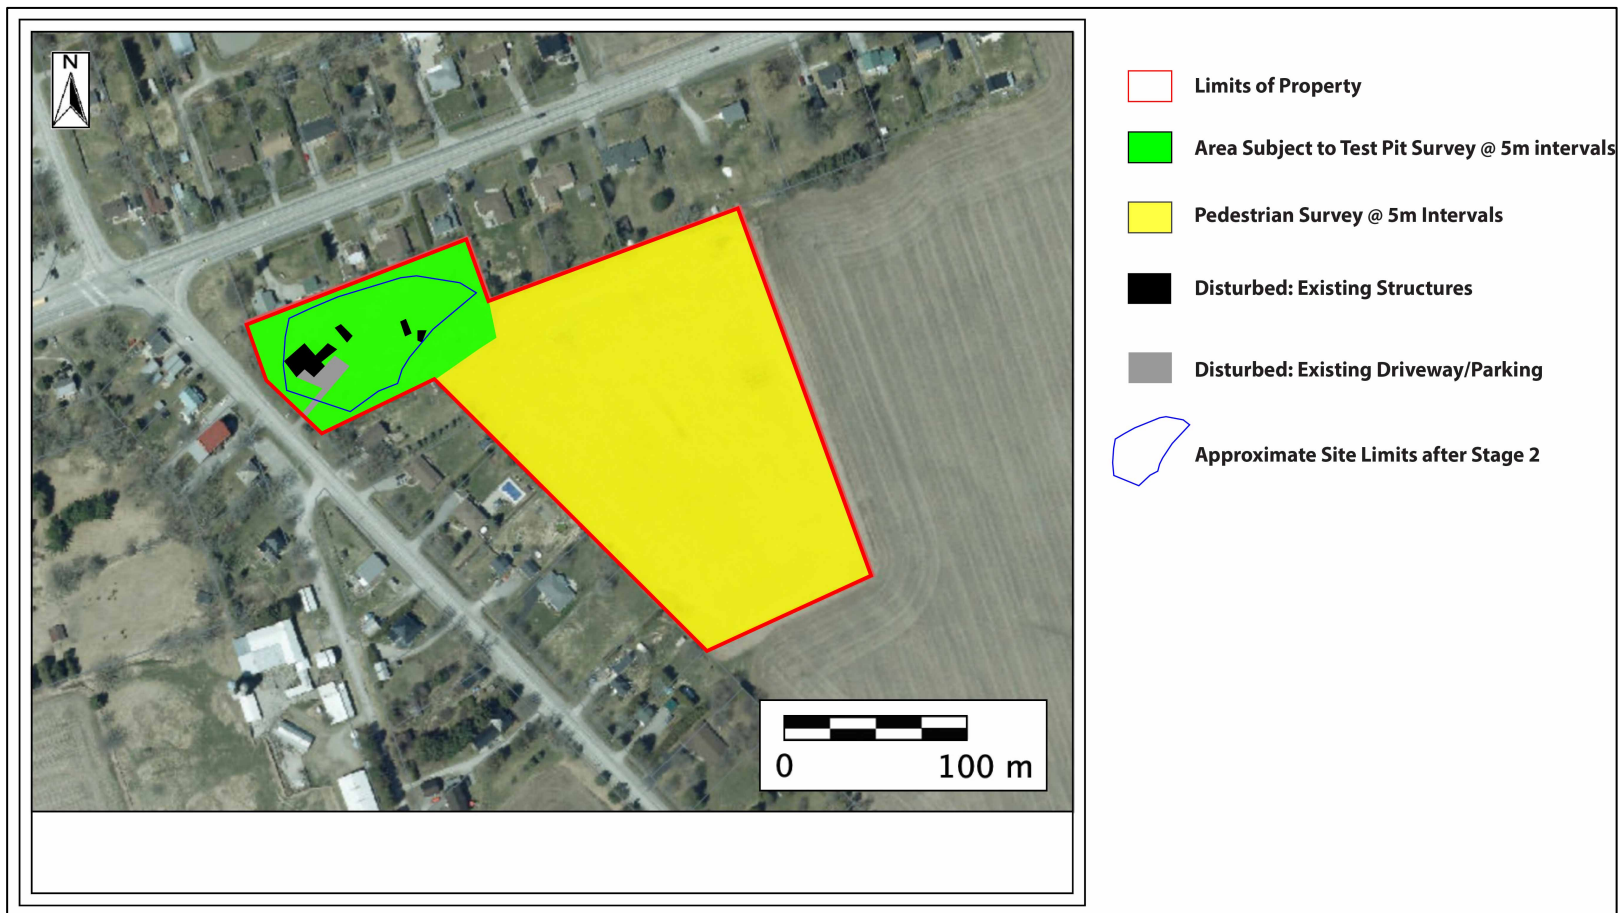 N
Limits of Property
Area Subject to Test Pit Survey @ 5m intervals
Pedestrian Survey @ 5m Intervals
Disturbed: Existing Structures
Disturbed: Existing Driveway/Parking
Approximate Site Limits after Stage 2
0 100 m